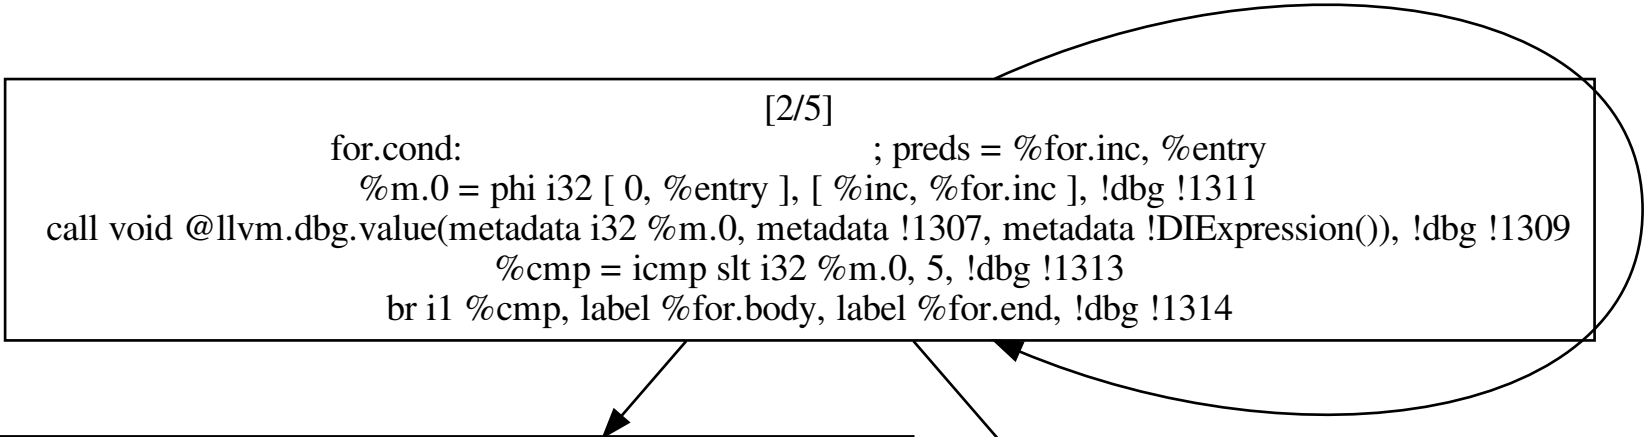 [2/5]
for.cond: ; preds = %for.inc, %entry
%m.0 = phi i32 [ 0, %entry ], [ %inc, %for.inc ], !dbg !1311
call void @llvm.dbg.value(metadata i32 %m.0, metadata !1307, metadata !DIExpression()), !dbg !1309
%cmp = icmp slt i32 %m.0, 5, !dbg !1313
br i1 %cmp, label %for.body, label %for.end, !dbg !1314